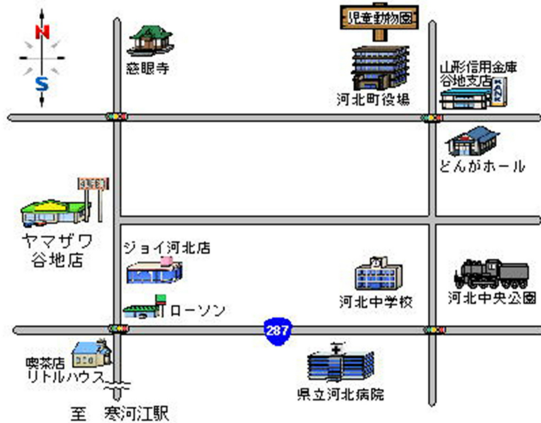 N
S
慈眼寺
児童動物園
河北町役場
山形信用金庫
谷地支店
BANK
どんがホール
ヤマザワ
谷地店
ジョイ河北店
ローソン
河北中学校
河北中央公園
287
喫茶店
リトルハウス
県立河北病院
至 寒河江駅